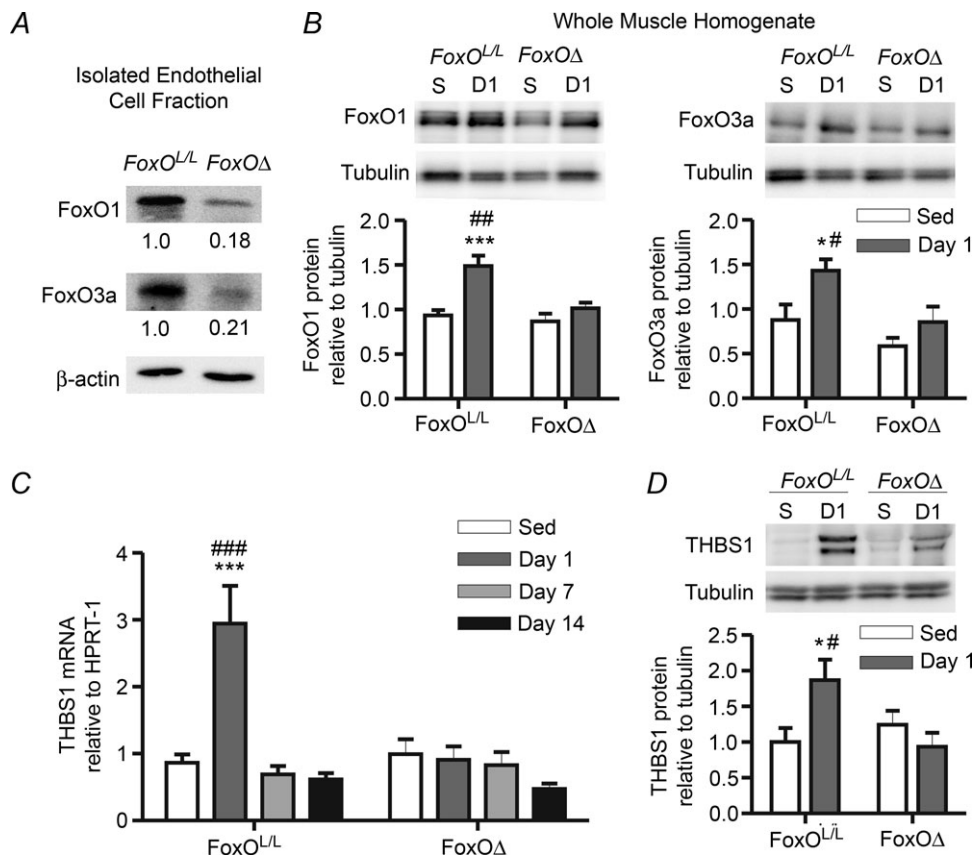 A
Isolated Endothelial
Cell Fraction
FoxO^L/L FoxOΔ
FoxO1
1.0 0.18
FoxO3a
1.0 0.21
β-actin
B
Whole Muscle Homogenate
FoxO^L/L FoxOΔ
S D1 S D1
FoxO1
Tubulin
2.0
1.5
1.0
0.5
0.0
FoxO1 protein
relative to tubulin
##
***
FoxO^L/L FoxOΔ
FoxO^L/L FoxOΔ
S D1 S D1
FoxO3a
Tubulin
Sed
Day 1
2.0
1.5
1.0
0.5
0.0
FoxO3a protein
relative to tubulin
*#
FoxO^L/L FoxOΔ
C
Sed
Day 1
Day 7
Day 14
4
3
2
1
0
THBS1 mRNA
relative to HPRT-1
###
***
FoxO^L/L FoxOΔ
D
FoxO^L/L FoxOΔ
S D1 S D1
THBS1
Tubulin
Sed
Day 1
2.5
2.0
1.5
1.0
0.5
0.0
THBS1 protein
relative to tubulin
*#
FoxO^L/L FoxOΔ